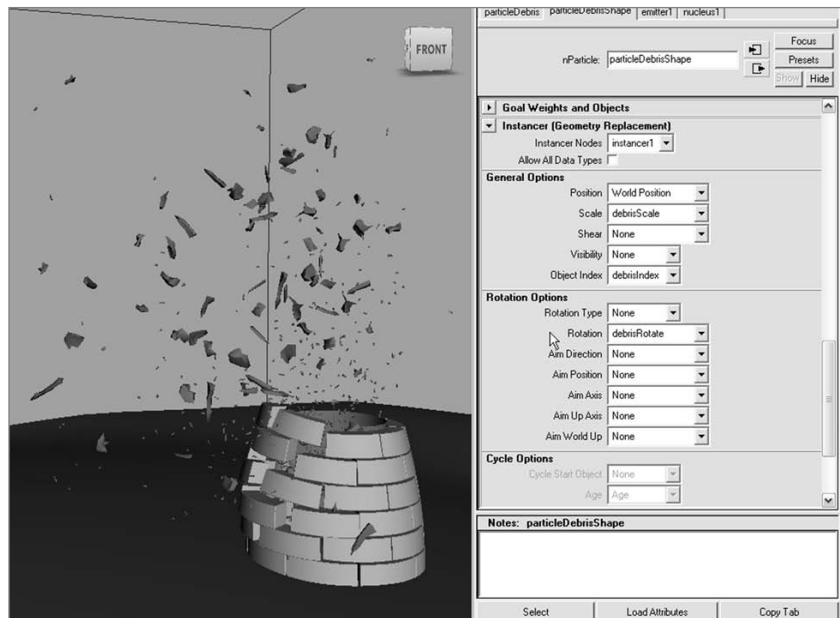 particleDebris particleDebrisShape emitter1 nucleus1
FRONT
nParticle: particleDebrisShape
Focus
Presets
Show Hide
Goal Weights and Objects
Instancer (Geometry Replacement)
Instancer Nodes instancer1
Allow All Data Types
General Options
Position World Position
Scale debrisScale
Shear None
Visibility None
Object Index debrisIndex
Rotation Options
Rotation Type None
Rotation debrisRotate
Aim Direction None
Aim Position None
Aim Axis None
Aim Up Axis None
Aim World Up None
Cycle Options
Cycle Start Object None
Age Age
Notes: particleDebrisShape
Select Load Attributes Copy Tab